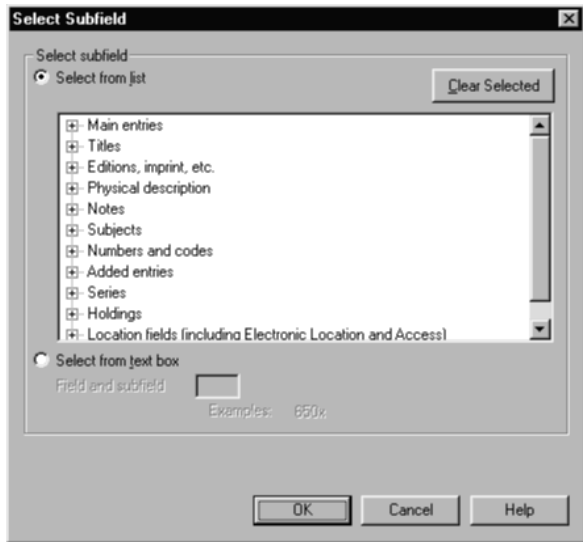 Select Subfield
Select subfield
Select from list
Clear Selected
Main entries
Titles
Editions, imprint, etc.
Physical description
Notes
Subjects
Numbers and codes
Added entries
Series
Holdings
Location fields (including Electronic Location and Access)
Select from text box
Field and subfield
Examples: 650x
OK Cancel Help